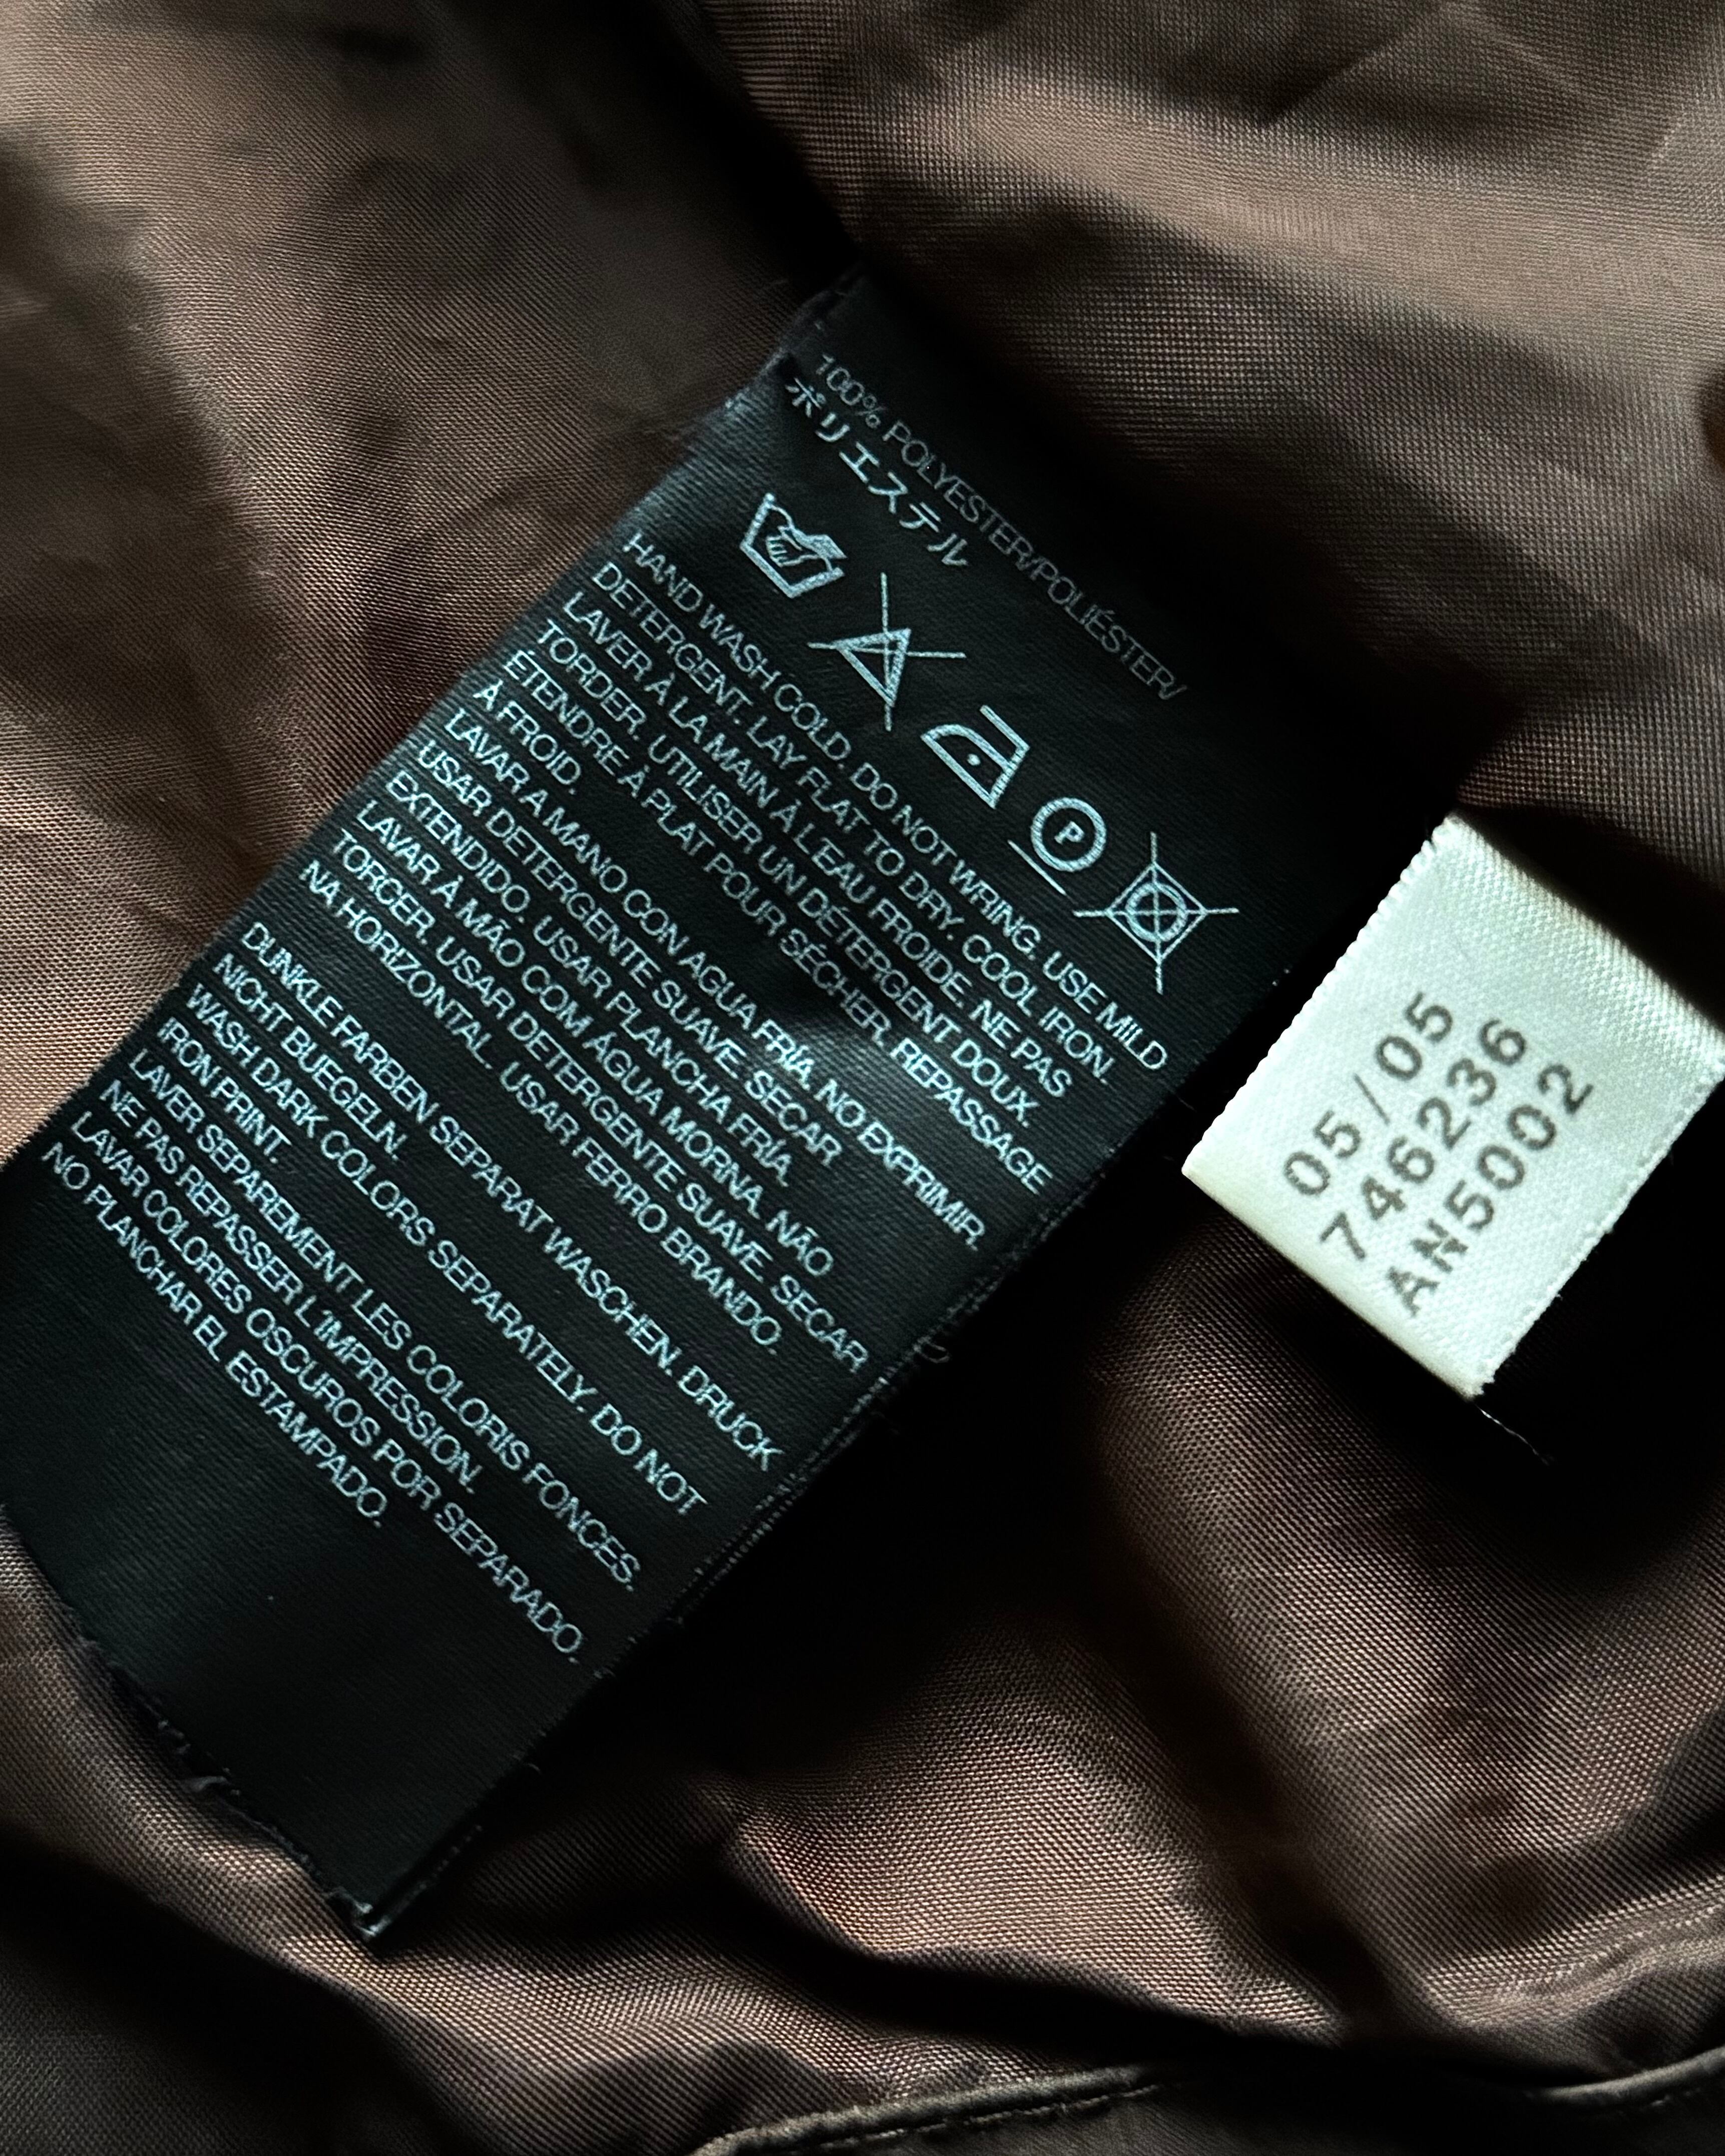 100% POLYESTER/POLIÉSTER/
ポリエステル
P
HAND WASH COLD. DO NOT WRING. USE MILD
DETERGENT. LAY FLAT TO DRY. COOL IRON.
LAVER À LA MAIN À L'EAU FROIDE. NE PAS
TORDER. UTILISER UN DÉTERGENT DOUX.
ETENDRE À PLAT POUR SÉCHER. REPASSAGE
À FROID.
LAVAR A MANO CON AGUA FRÍA. NO EXPRIMIR.
USAR DETERGENTE SUAVE. SECAR
EXTENDIDO. USAR PLANCHA FRÍA.
LAVAR Á MÃO COM ÁGUA MORNA. NÃO
TORCER. USAR DETERGENTE SUAVE. SECAR
NA HORIZONTAL. USAR FERRO BRANDO.
DUNKLE FARBEN SEPARAT WASCHEN. DRUCK
NICHT BUEGELN.
WASH DARK COLORS SEPARATELY. DO NOT
IRON PRINT.
LAVER SEPAREMENT LES COLORIS FONCES.
NE PAS REPASSER L'IMPRESSION.
LAVAR COLORES OSCUROS POR SEPARADO.
NO PLANCHAR EL ESTAMPADO.
05/05
746236
AN5002